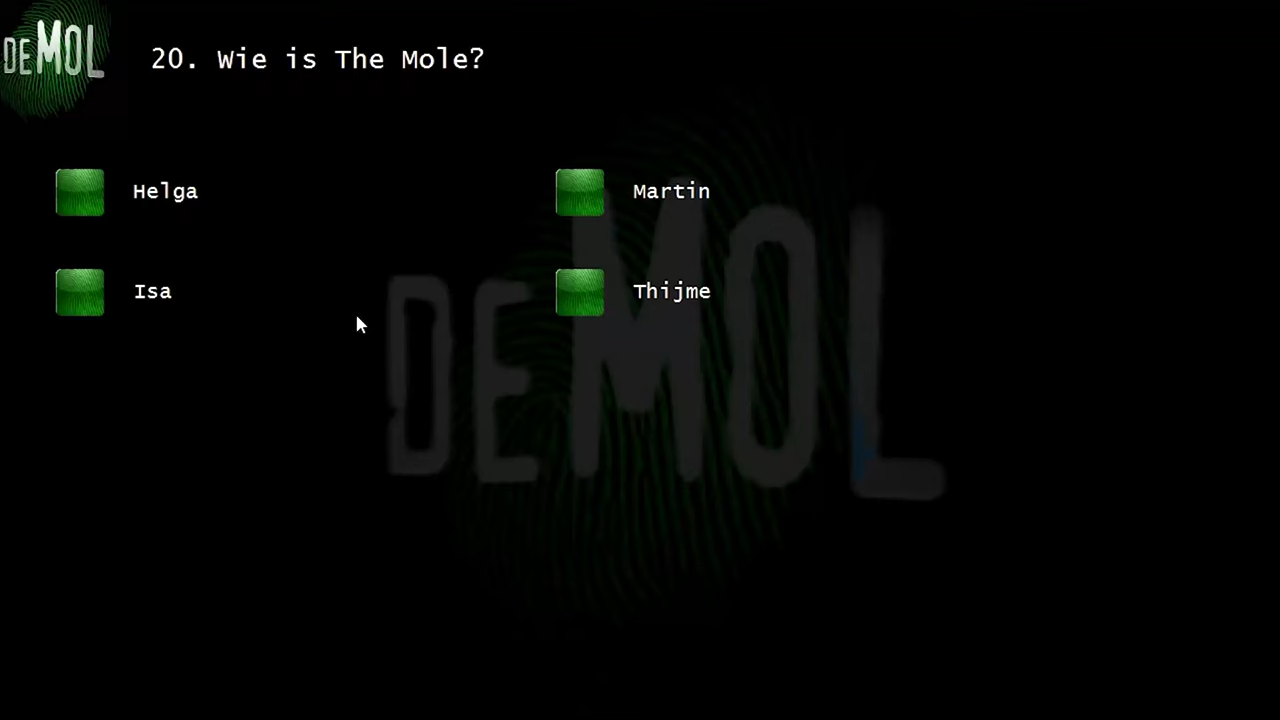 DE MOL
20. Wie is The Mole?
Helga
Martin
Isa
Thijme
DE MOL